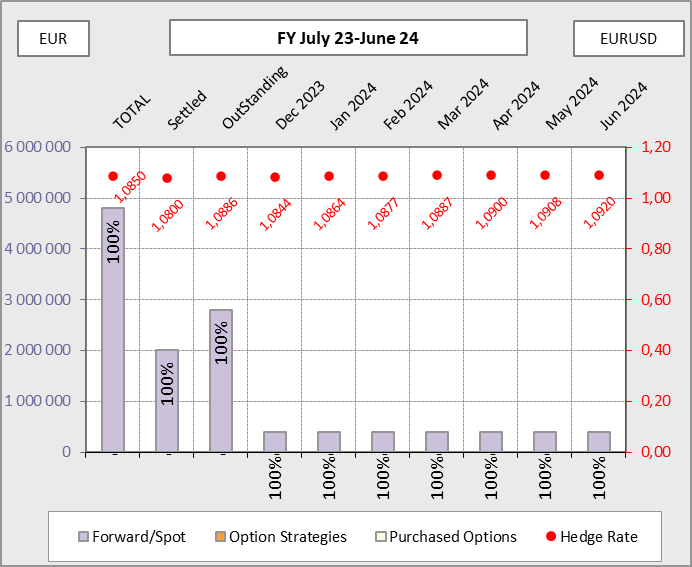 EUR
FY July 23-June 24
EURUSD
TOTAL
Settled
OutStanding
Dec 2023
Jan 2024
Feb 2024
Mar 2024
Apr 2024
May 2024
Jun 2024
6 000 000
5 000 000
4 000 000
3 000 000
2 000 000
1 000 000
0
1,20
1,00
0,80
0,60
0,40
0,20
0,00
1,0850
1,0800
1,0886
1,0844
1,0864
1,0877
1,0887
1,0900
1,0908
1,0920
100%
100%
100%
100%
100%
100%
100%
100%
100%
100%
Forward/Spot
Option Strategies
Purchased Options
Hedge Rate